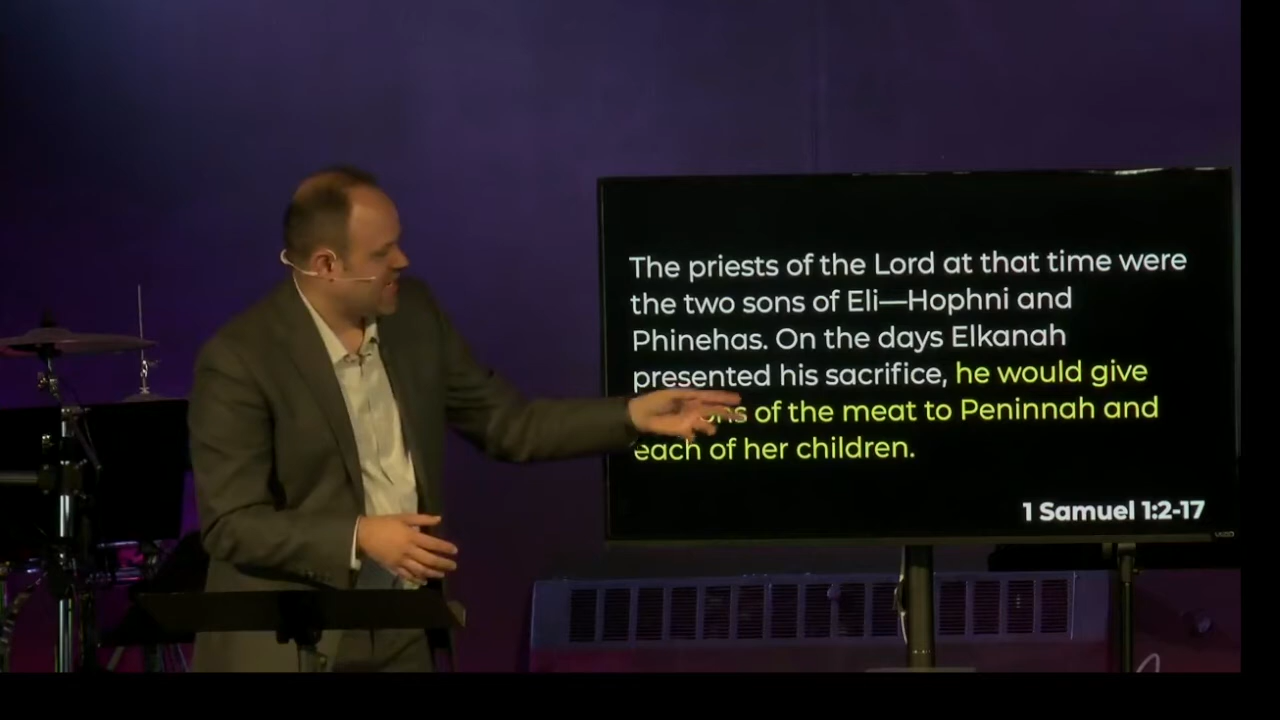 The priests of the Lord at that time were
the two sons of Eli—Hophni and
Phinehas. On the days Elkanah
presented his sacrifice, he would give
of the meat to Peninnah and
each of her children.
1 Samuel 1:2-17